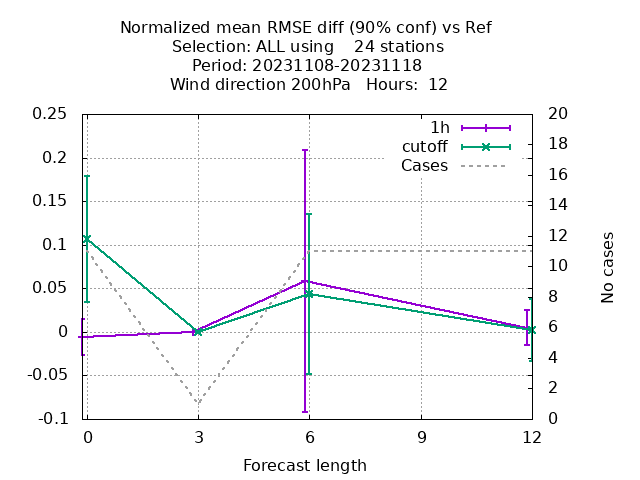 Normalized mean RMSE diff (90% conf) vs Ref
Selection: ALL using    24 stations
Period: 20231108-20231118
Wind direction 200hPa   Hours:  12
0.25
0.2
0.15
0.1
0.05
0
-0.05
-0.1
20
18
16
14
12
10
8
6
4
2
0
1h
cutoff
Cases
No cases
0
3
6
9
12
Forecast length